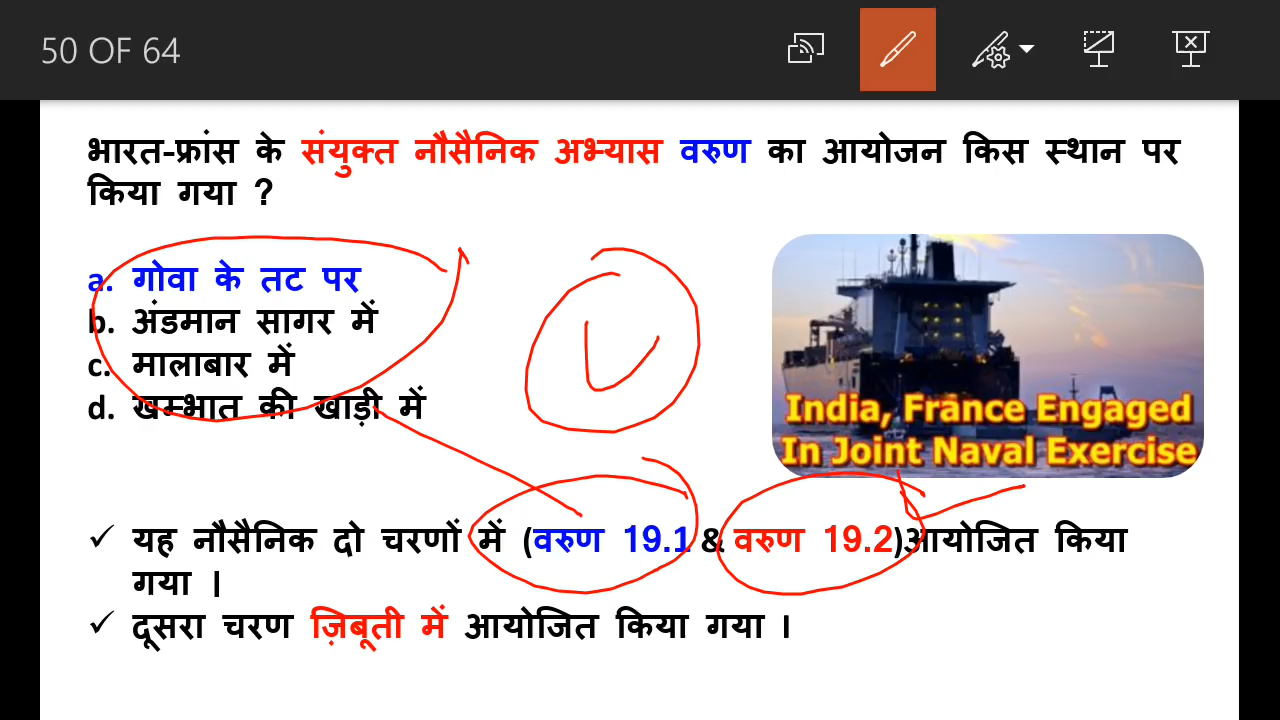 50 OF 64
भारत-फ्रांस के संयुक्त नौसैनिक अभ्यास वरुण का आयोजन किस स्थान पर
किया गया ?
a. गोवा के तट पर
b. अंडमान सागर में
c. मालाबार में
d. खम्भात की खाड़ी में
India, France Engaged
In Joint Naval Exercise
✓ यह नौसैनिक दो चरणों में (वरुण 19.1 & वरुण 19.2)आयोजित किया
गया ।
✓ दूसरा चरण ज़िबूती में आयोजित किया गया ।